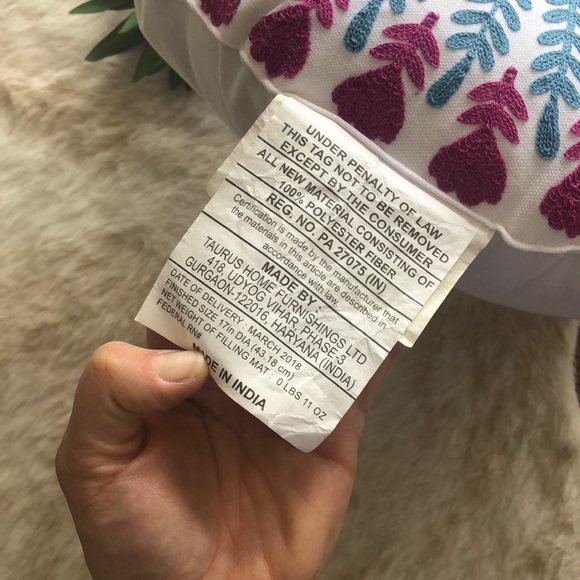 UNDER PENALTY OF LAW
THIS TAG NOT TO BE REMOVED
EXCEPT BY THE CONSUMER
ALL NEW MATERIAL CONSISTING OF
100% POLYESTER FIBER
REG. NO. PA 27075 (IN)
Certification is made by the manufacturer that
the materials in this article are described in
accordance with law.
MADE BY :
TAURUS HOME FURNISHINGS LTD
418, UDYOG VIHAR, PHASE-3
GURGAON-122016, HARYANA (INDIA)
DATE OF DELIVERY : MARCH 2018
FINISHED SIZE :17in DIA (43.18 cm)
NET WEIGHT OF FILLING MAT : 0 LBS 11 OZ
FEDERAL RN#
MADE IN INDIA